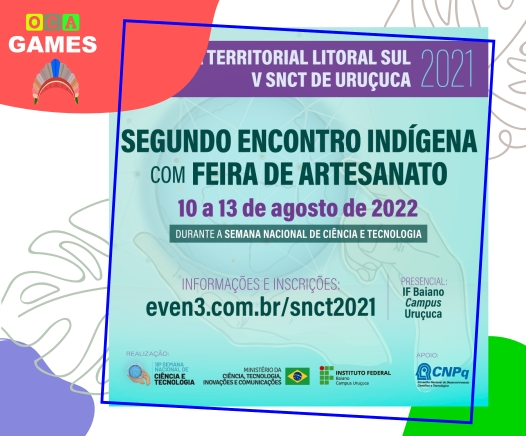 OCA
GAMES
TERRITORIAL LITORAL SUL
V SNCT DE URUÇUCA
2021
SEGUNDO ENCONTRO INDÍGENA
COM FEIRA DE ARTESANATO
10 a 13 de agosto de 2022
DURANTE A SEMANA NACIONAL DE CIÊNCIA E TECNOLOGIA
INFORMAÇÕES E INSCRIÇÕES:
even3.com.br/snct2021
PRESENCIAL:
IF Baiano
Campus
Uruçuca
REALIZAÇÃO:
SEMANA
NACIONAL DE
CIÊNCIA E
TECNOLOGIA
MINISTÉRIO DA
CIÊNCIA, TECNOLOGIA,
INOVAÇÕES E COMUNICAÇÕES
INSTITUTO FEDERAL
Baiano
Campus Uruçuca
APOIO:
CNPq
Conselho Nacional de Desenvolvimento
Científico e Tecnológico